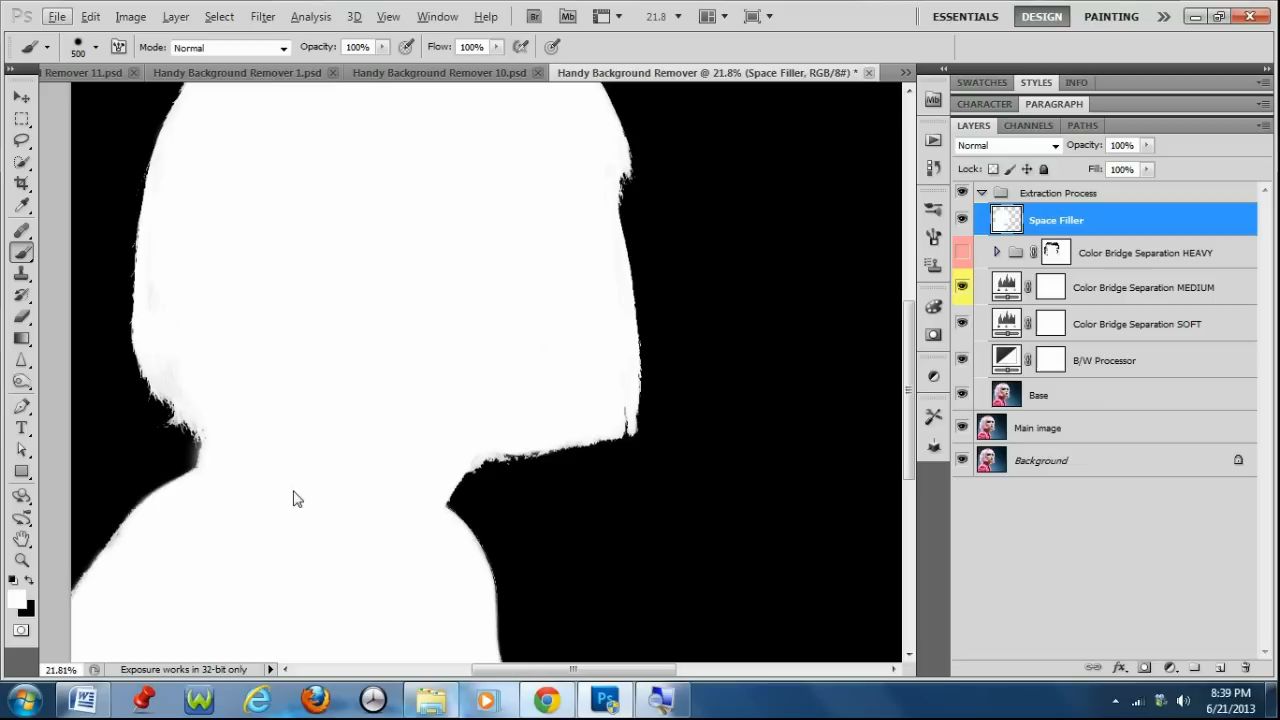 Ps File Edit Image Layer Select Filter Analysis 3D View Window Help Br Mb 21.8 ESSENTIALS DESIGN PAINTING
500 Mode: Normal Opacity: 100% Flow: 100%
Remover 11.psd Handy Background Remover 1.psd Handy Background Remover 10.psd Handy Background Remover @ 21.8% (Space Filler, RGB/8#) *
SWATCHES STYLES INFO
Mb
CHARACTER PARAGRAPH
LAYERS CHANNELS PATHS
Normal Opacity: 100%
Lock: Fill: 100%
Extraction Process
Space Filler
Color Bridge Separation HEAVY
Color Bridge Separation MEDIUM
Color Bridge Separation SOFT
B/W Processor
Base
Main image
Background
T
21.81% Exposure works in 32-bit only
W Ps
8:39 PM
6/21/2013